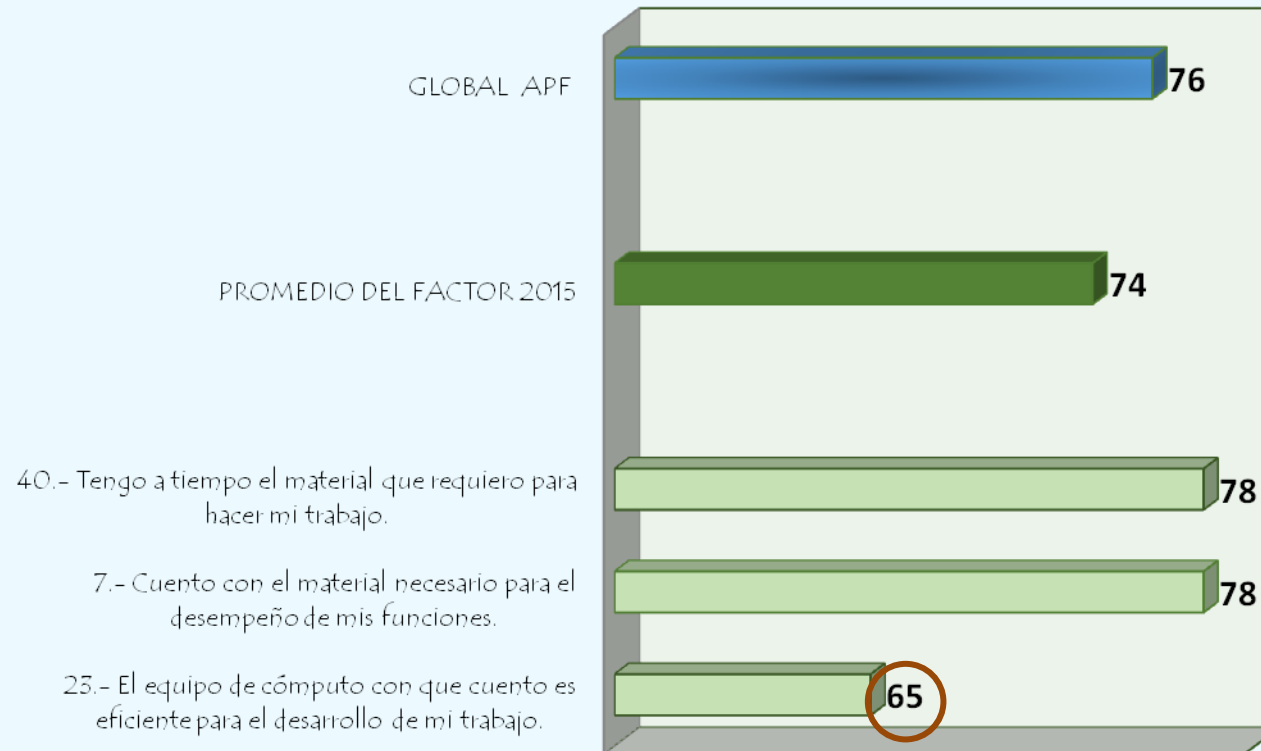 GLOBAL APF
76
PROMEDIO DEL FACTOR 2015
74
40.- Tengo a tiempo el material que requiero para
hacer mi trabajo.
78
7.- Cuento con el material necesario para el
desempeño de mis funciones.
78
23.- El equipo de cómputo con que cuento es
eficiente para el desarrollo de mi trabajo.
65